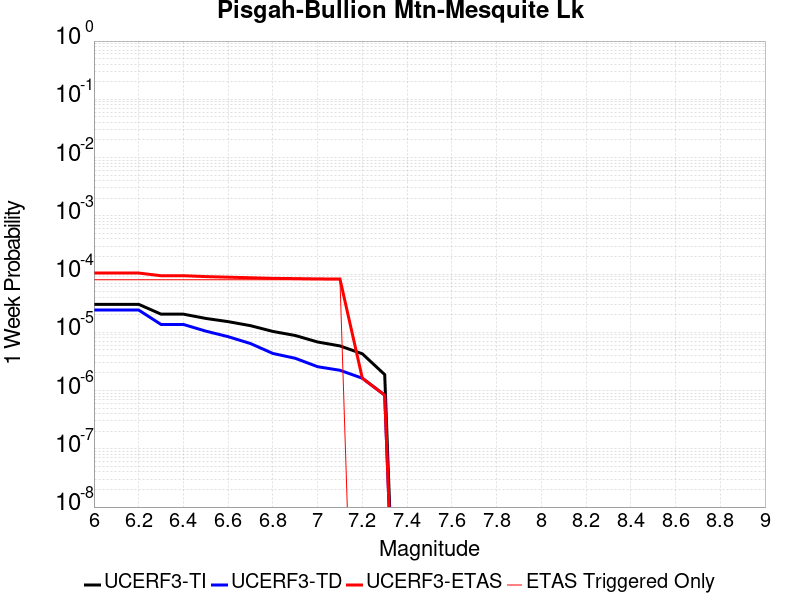 Pisgah-Bullion Mtn-Mesquite Lk
10^0
10^-1
10^-2
10^-3
10^-4
10^-5
10^-6
10^-7
10^-8
1 Week Probability
6 6.2 6.4 6.6 6.8 7 7.2 7.4 7.6 7.8 8 8.2 8.4 8.6 8.8 9
Magnitude
UCERF3-TI UCERF3-TD UCERF3-ETAS ETAS Triggered Only